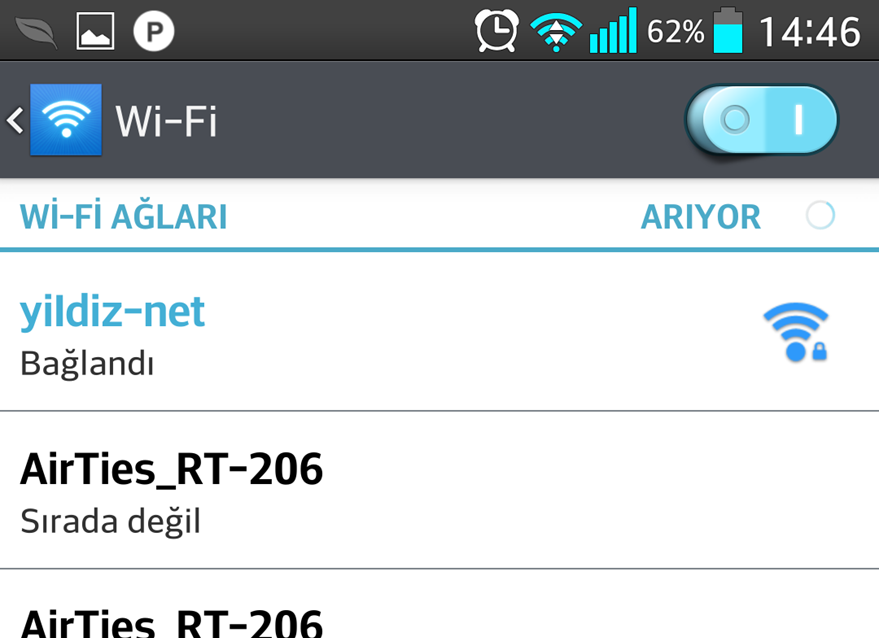 P 62% 14:46
Wi-Fi
Wİ-Fİ AĞLARI ARIYOR
yildiz-net
Bağlandı
AirTies_RT-206
Sırada değil
AirTies_RT-206